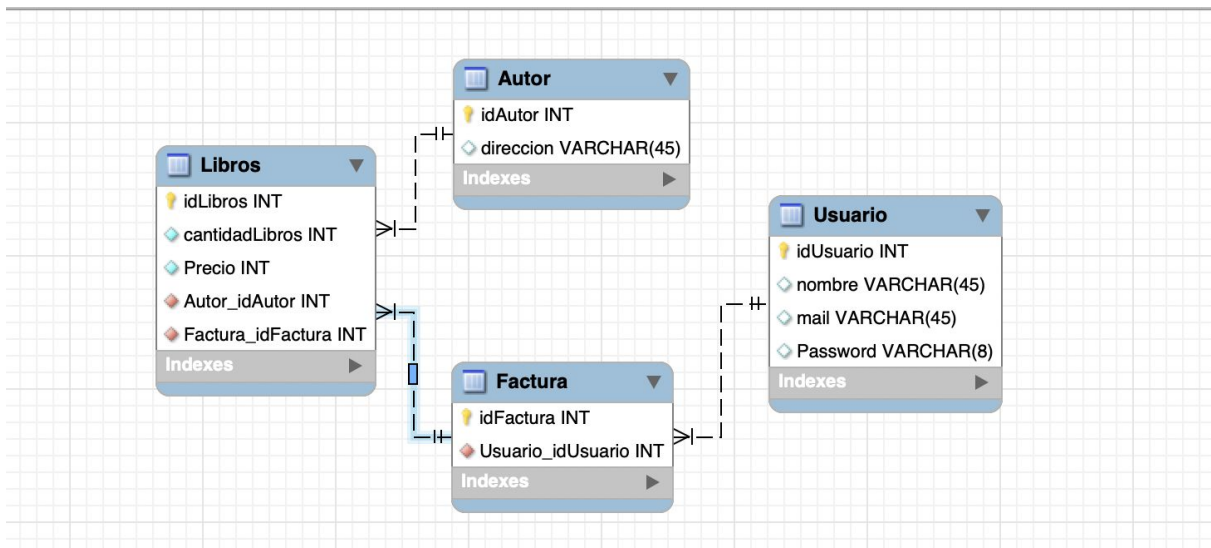 Autor
idAutor INT
direccion VARCHAR(45)
Indexes
Libros
idLibros INT
cantidadLibros INT
Precio INT
Autor_idAutor INT
Factura_idFactura INT
Indexes
Usuario
idUsuario INT
nombre VARCHAR(45)
mail VARCHAR(45)
Password VARCHAR(8)
Indexes
Factura
idFactura INT
Usuario_idUsuario INT
Indexes